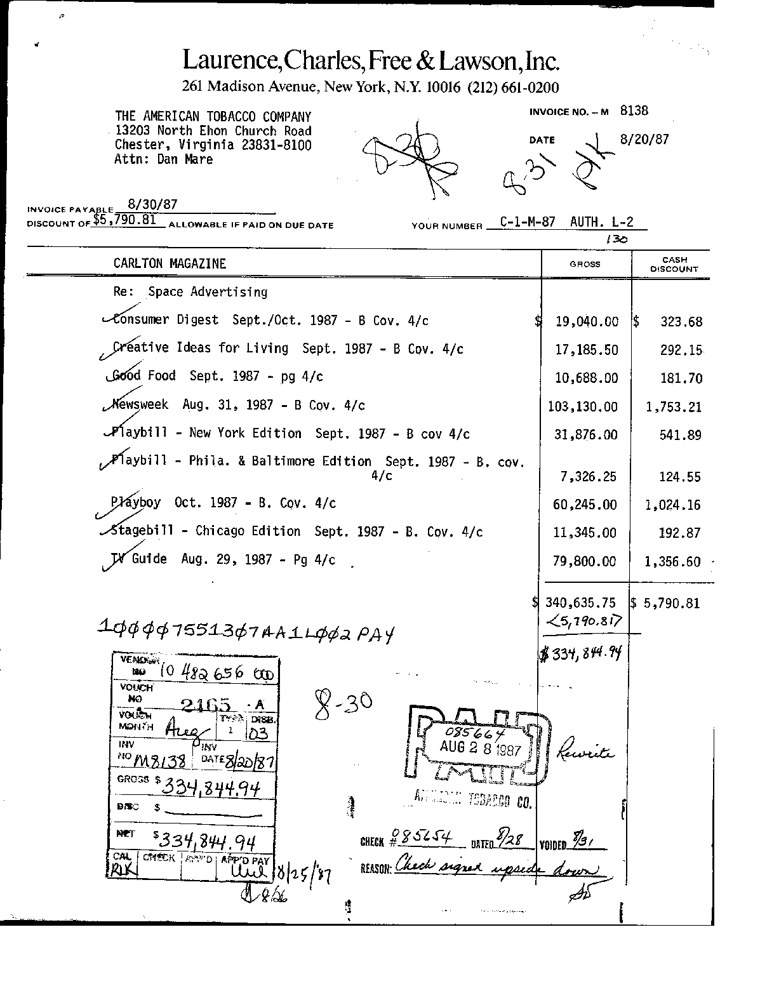 Laurence, Charles, Free & Lawson, Inc.
261 Madison Avenue, New York, N.Y. 10016 (212) 661-0200
THE AMERICAN TOBACCO COMPANY
13203 North Ehon Church Road
Chester, Virginia 23831-8100
Attn: Dan Mare
INVOICE NO. – M 8138
DATE 8/20/87
8-31
INVOICE PAYABLE 8/30/87
DISCOUNT OF $5,790.81 ALLOWABLE IF PAID ON DUE DATE
YOUR NUMBER C-1-M-87 AUTH. L-2
130
CARLTON MAGAZINE GROSS CASH DISCOUNT
Re: Space Advertising
Consumer Digest Sept./Oct. 1987 - B Cov. 4/c $ 19,040.00 $ 323.68
Creative Ideas for Living Sept. 1987 - B Cov. 4/c 17,185.50 292.15
Good Food Sept. 1987 - pg 4/c 10,688.00 181.70
Newsweek Aug. 31, 1987 - B Cov. 4/c 103,130.00 1,753.21
Playbill - New York Edition Sept. 1987 - B cov 4/c 31,876.00 541.89
Playbill - Phila. & Baltimore Edition Sept. 1987 - B. cov.
4/c 7,326.25 124.55
Playboy Oct. 1987 - B. Cov. 4/c 60,245.00 1,024.16
Stagebill - Chicago Edition Sept. 1987 - B. Cov. 4/c 11,345.00 192.87
TV Guide Aug. 29, 1987 - Pg 4/c 79,800.00 1,356.60
$ 340,635.75 $ 5,790.81
<5,790.81>
$334,844.94
100007551307AA1L002 PAY
VENDOR NO 10 482 656 000
VOUCH NO 2165 - A
VOUCH MONTH Aug TYPE 1 DISB. 03
INV NO M8138 INV DATE 8/20/87
GROSS $ 334,844.94
DISC $
NET $334,844.94
CAL CHECK APP'D APP'D PAY
RLK 8/25/87
8-30
PAID
085664
AUG 28 1987
AMERICAN TOBACCO CO.
Rewrite
CHECK # 085654 DATED 8/28 VOIDED 8/31
REASON: Check signed upside down